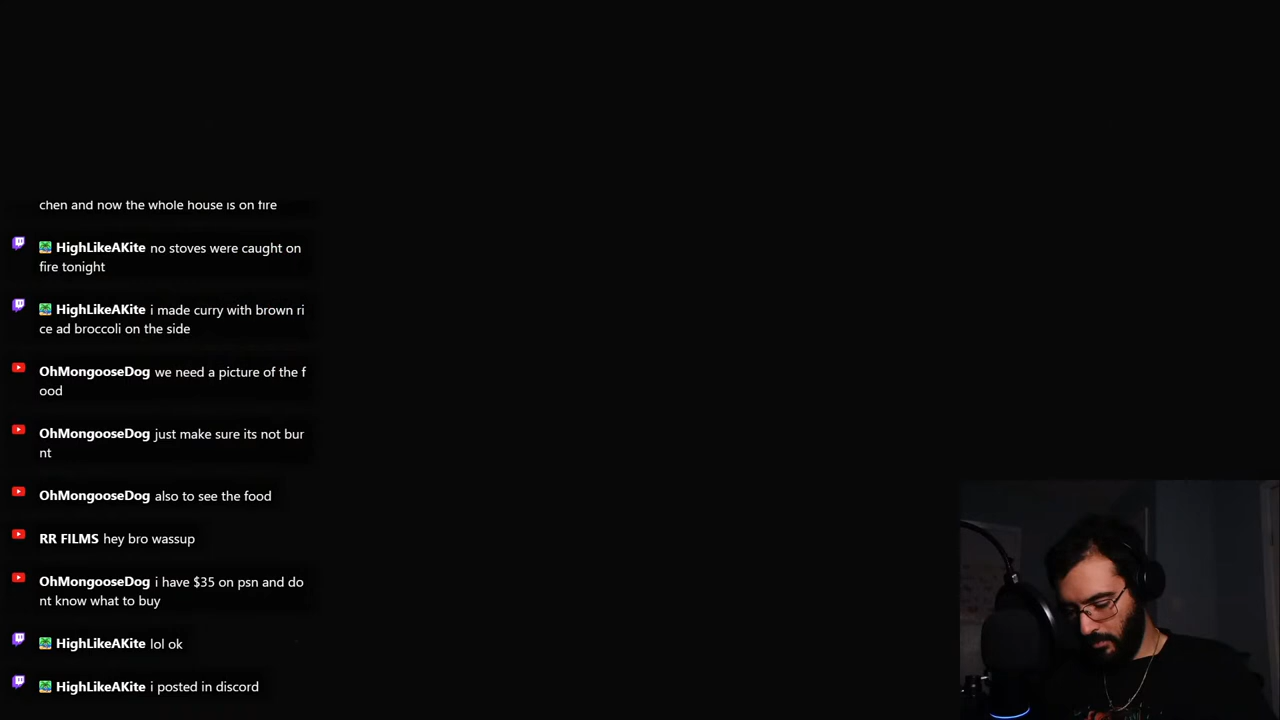 chen and now the whole house is on fire
HighLikeAKite no stoves were caught on
fire tonight
HighLikeAKite i made curry with brown ri
ce ad broccoli on the side
OhMongooseDog we need a picture of the f
ood
OhMongooseDog just make sure its not bur
nt
OhMongooseDog also to see the food
RR FILMS hey bro wassup
OhMongooseDog i have $35 on psn and do
nt know what to buy
HighLikeAKite lol ok
HighLikeAKite i posted in discord